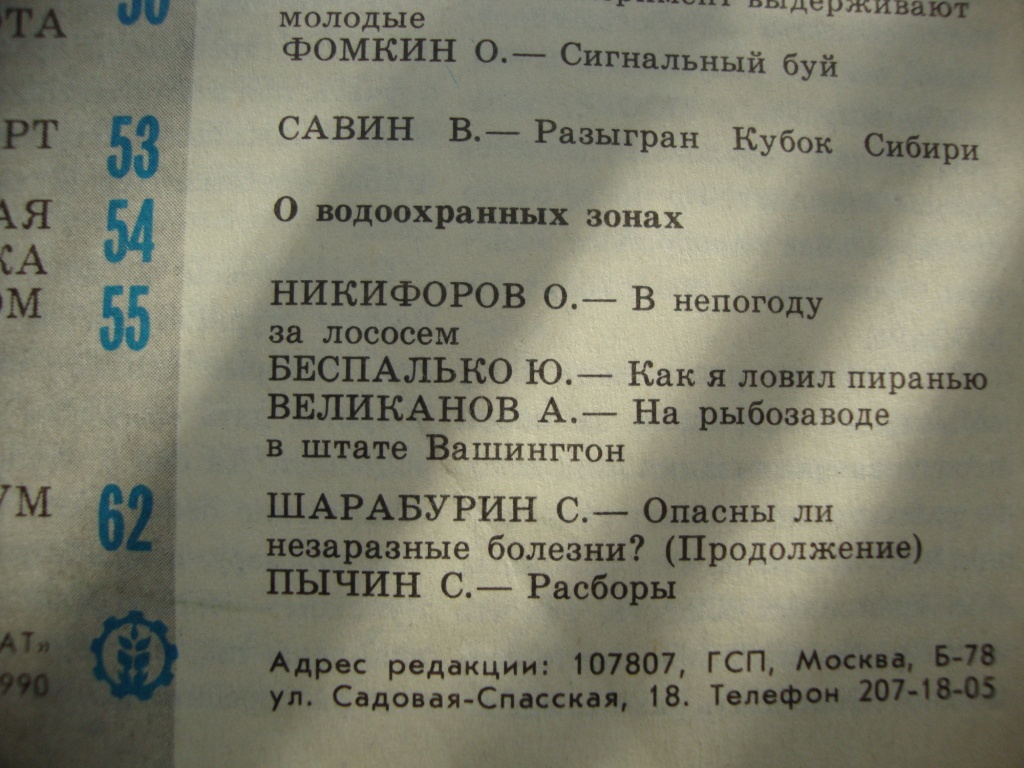 выдерживают
молодые
ФОМКИН О.— Сигнальный буй
53 САВИН В.— Разыгран Кубок Сибири
54 О водоохранных зонах
55 НИКИФОРОВ О.— В непогоду
за лососем
БЕСПАЛЬКО Ю.— Как я ловил пиранью
ВЕЛИКАНОВ А.— На рыбозаводе
в штате Вашингтон
62 ШАРАБУРИН С.— Опасны ли
незаразные болезни? (Продолжение)
ПЫЧИН С.— Расборы
990
Адрес редакции: 107807, ГСП, Москва, Б-78
ул. Садовая-Спасская, 18. Телефон 207-18-05